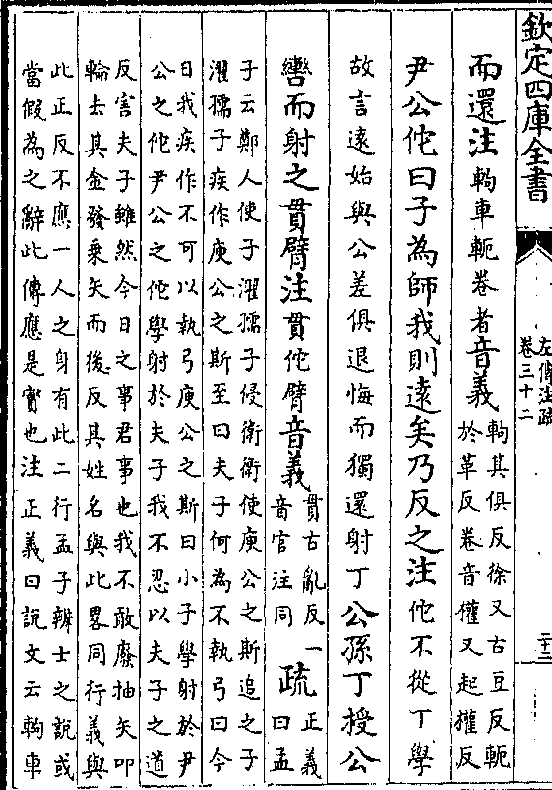 欽定四庫全書
左傳注疏
卷三十二
而還注軥車軛卷者音義
軥其俱反徐又古豆反軛
於革反卷音權又起權反
尹公佗曰子為師我則遠矣乃反之注佗不從丁學
故言遠始與公差俱退悔而獨還射丁公孫丁授公
轡而射之貫臂注貫佗臂音義
貫古亂反一
音官注同
疏
正義
曰孟
子云鄭人使子濯孺子侵衛衛使庾公之斯追之子
濯孺子疾作庾公之斯至曰夫子何為不執弓曰今
日我疾作不可以執弓庾公之斯曰小子學射於尹
公之佗尹公之佗學射於夫子我不忍以夫子之道
反害夫子雖然今日之事君事也我不敢廢抽矢叩
輪去其金發乗矢而後反其姓名與此畧同行義與
此正反不應一人之身有此二行孟子辨士之説或
當假為之辭此傳應是實也注正義曰説文云軥車